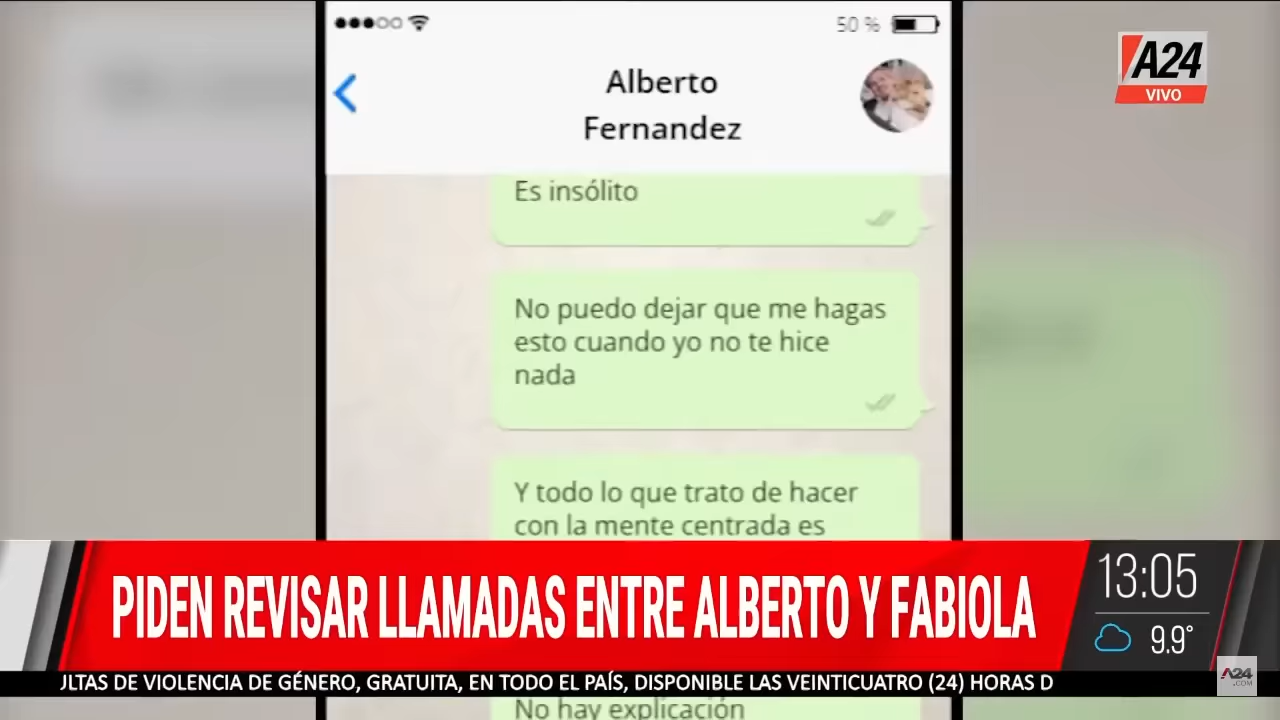 50 %
A24
VIVO
Alberto
Fernandez
Es insólito
No puedo dejar que me hagas
esto cuando yo no te hice
nada
Y todo lo que trato de hacer
con la mente centrada es
PIDEN REVISAR LLAMADAS ENTRE ALBERTO Y FABIOLA
13:05
9.9°
A24
.COM
ULTAS DE VIOLENCIA DE GÉNERO, GRATUITA, EN TODO EL PAÍS, DISPONIBLE LAS VEINTICUATRO (24) HORAS D
No hay explicación